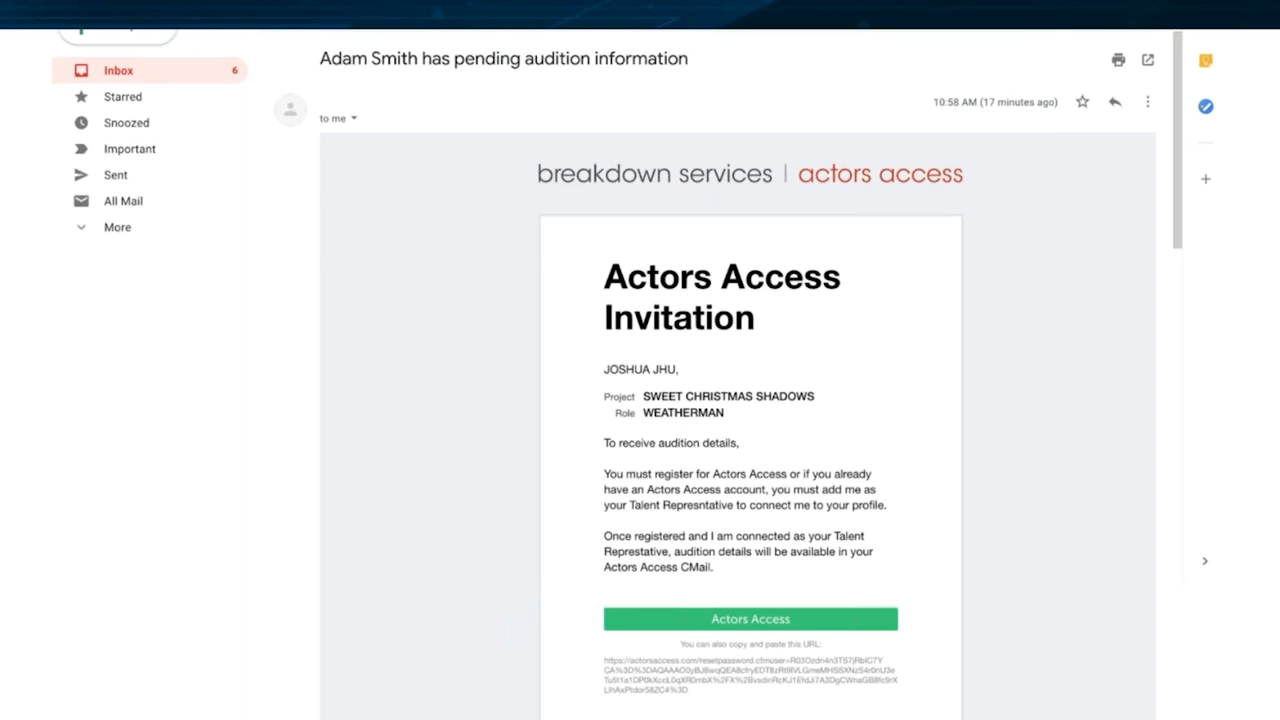 Adam Smith has pending audition information
Inbox 6
Starred
Snoozed
Important
Sent
All Mail
More
10:58 AM (17 minutes ago)
to me
breakdown services | actors access
Actors Access
Invitation
JOSHUA JHU,
Project SWEET CHRISTMAS SHADOWS
Role WEATHERMAN
To receive audition details,
You must register for Actors Access or if you already
have an Actors Access account, you must add me as
your Talent Represntative to connect me to your profile.
Once registered and I am connected as your Talent
Represtative, audition details will be available in your
Actors Access CMail.
Actors Access
You can also copy and paste this URL: